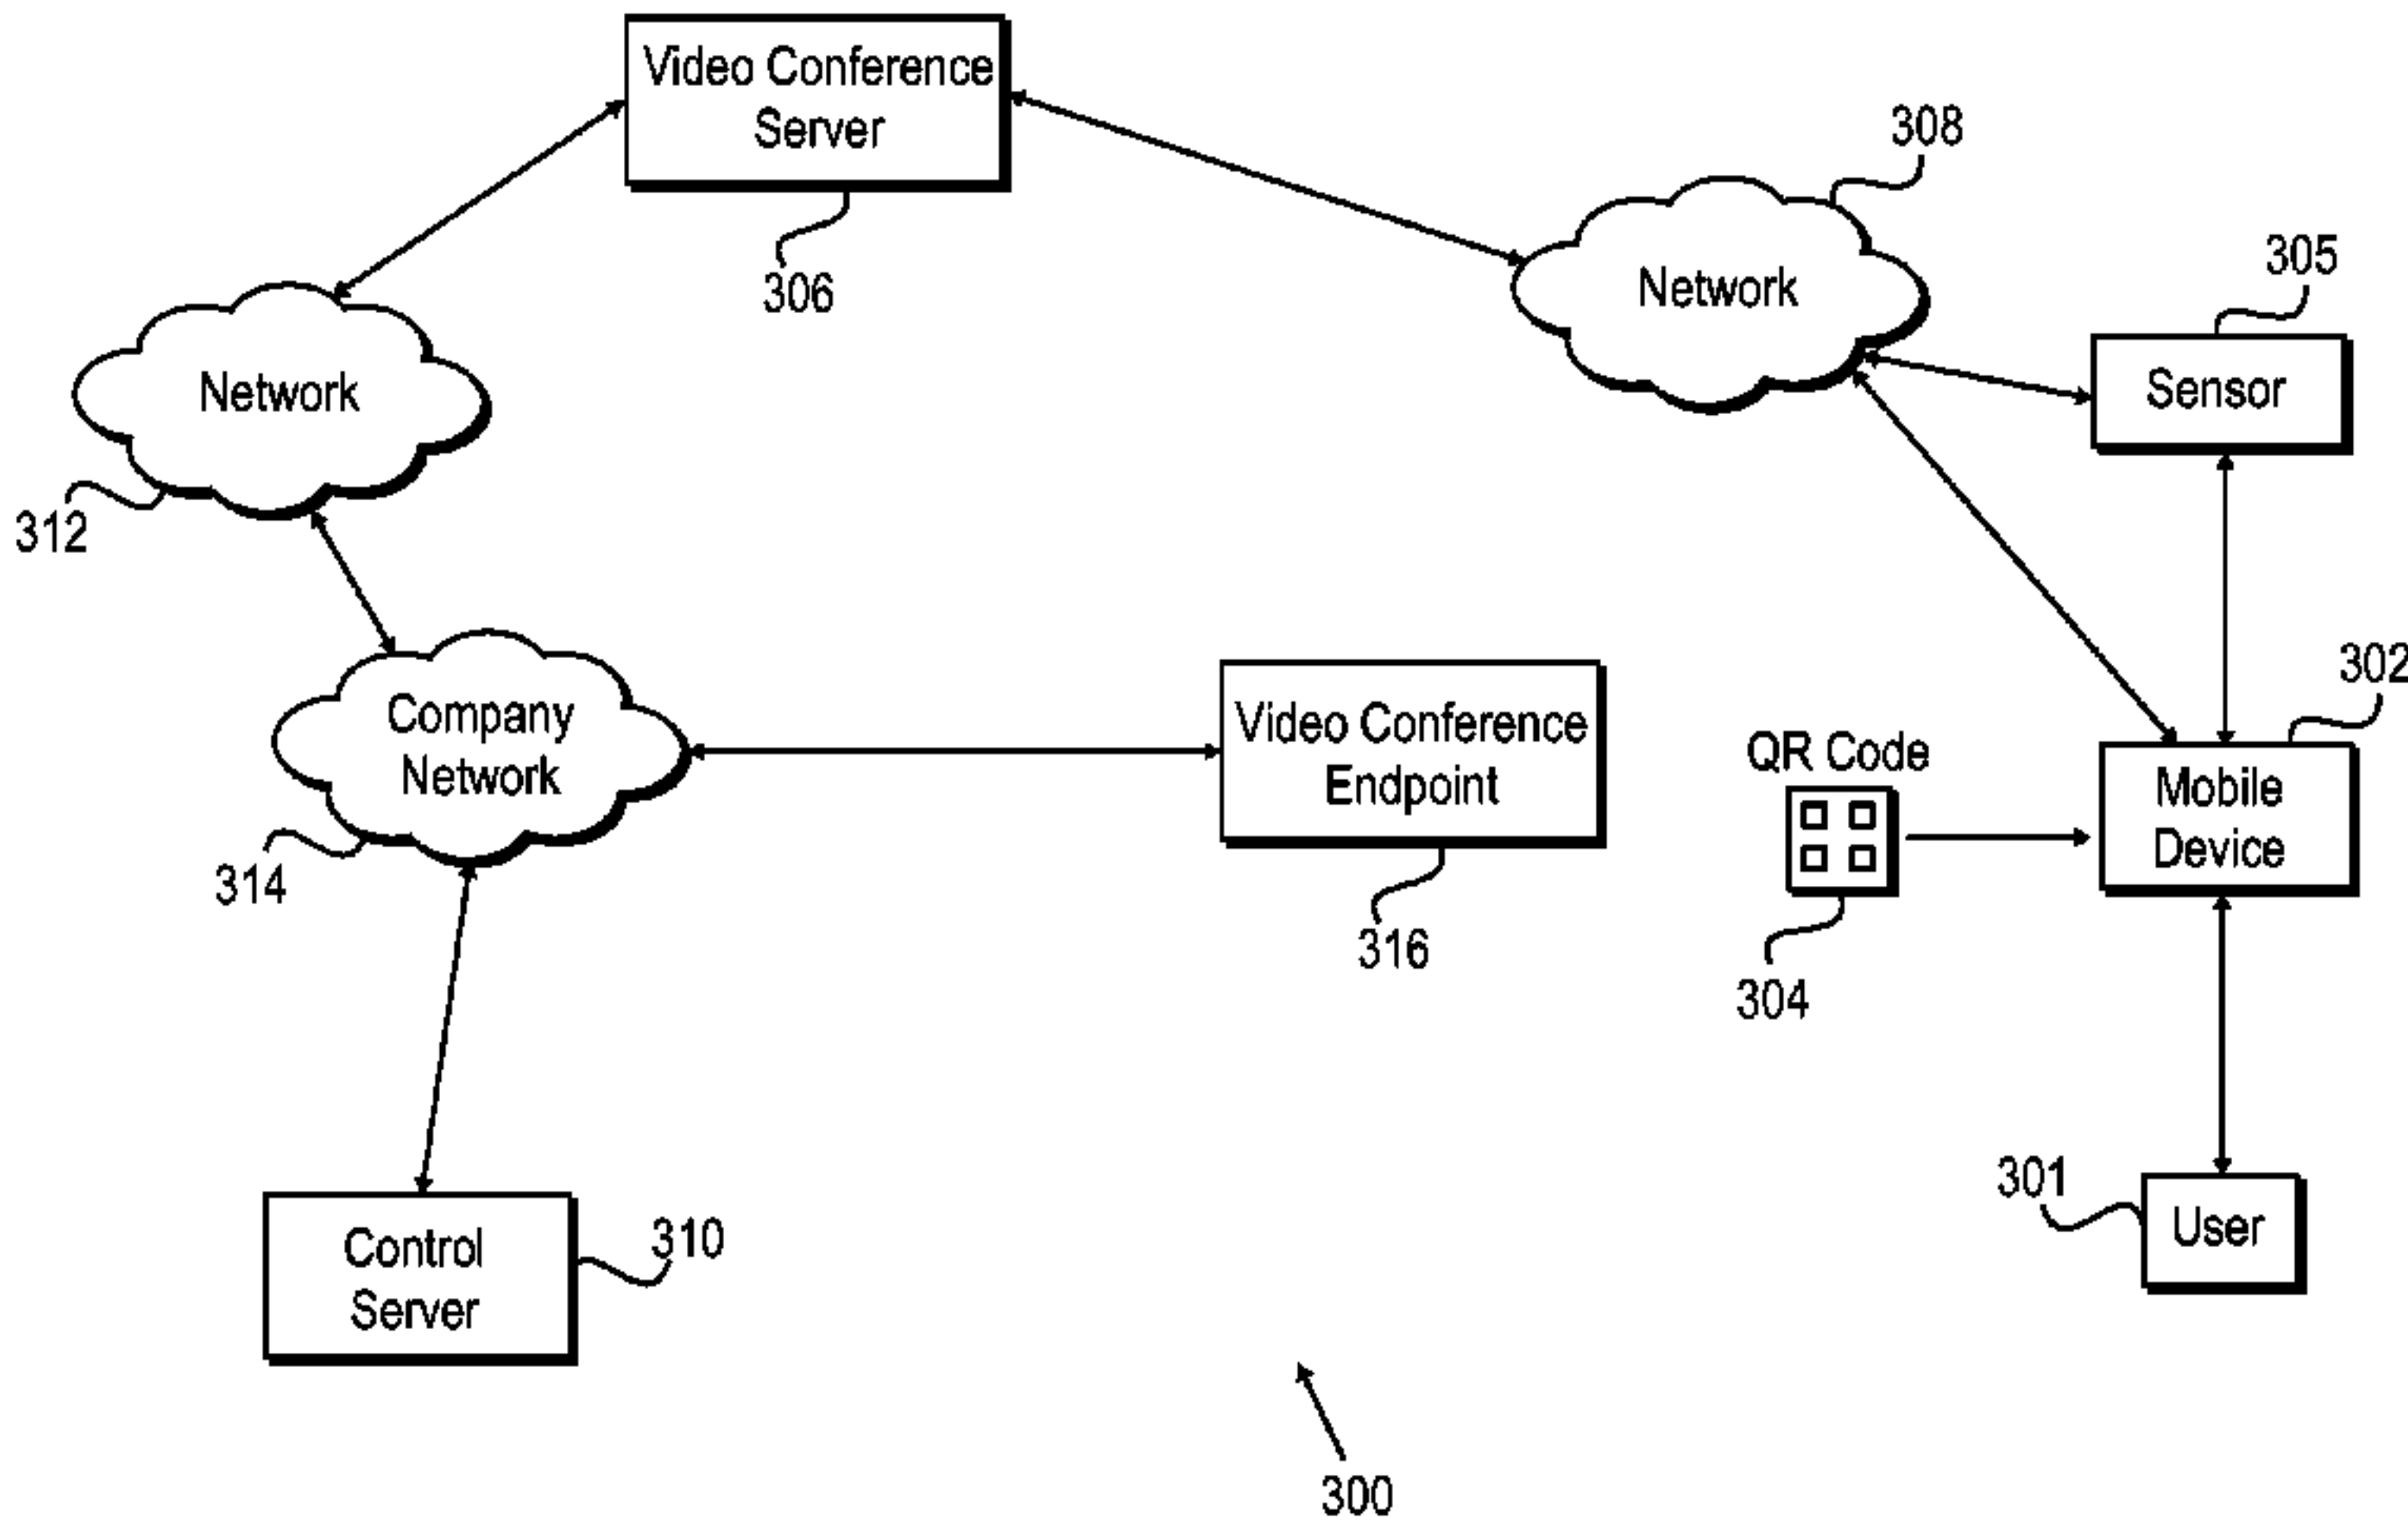 Video Conference
Server
306
308
Network
305
Sensor
Network
312
Company
Network
314
Video Conference
Endpoint
316
QR Code
304
302
Mobile
Device
301
User
Control
Server
310
300